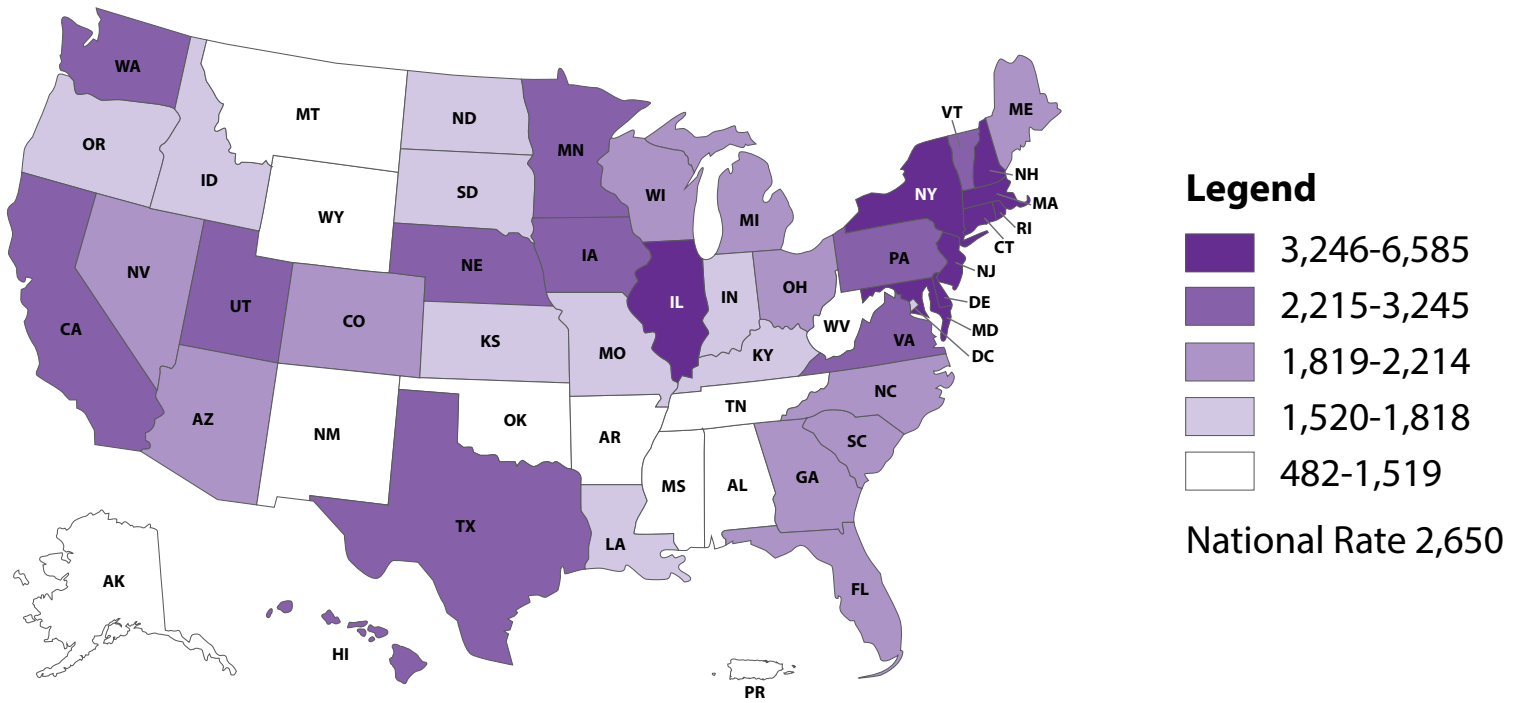 WA
MT
ND
OR
ID
MN
VT
ME
WY
SD
WI
MI
NY
NH
MA
RI
CT
NV
UT
CO
NE
IA
IL
IN
OH
PA
NJ
DE
MD
DC
CA
KS
MO
KY
WV
VA
AZ
NM
OK
AR
TN
NC
SC
TX
LA
MS
AL
GA
FL
AK
HI
PR
Legend
3,246-6,585
2,215-3,245
1,819-2,214
1,520-1,818
482-1,519
National Rate 2,650